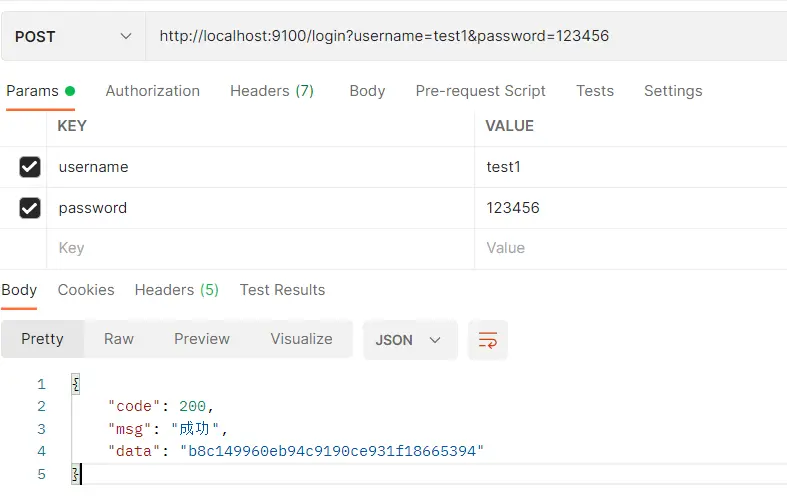 POST http://localhost:9100/login?username=test1&password=123456
Params Authorization Headers (7) Body Pre-request Script Tests Settings
KEY VALUE
username test1
password 123456
Key Value
Body Cookies Headers (5) Test Results
Pretty Raw Preview Visualize JSON
1 {
2 "code": 200,
3 "msg": "成功",
4 "data": "b8c149960eb94c9190ce931f18665394"
5 }